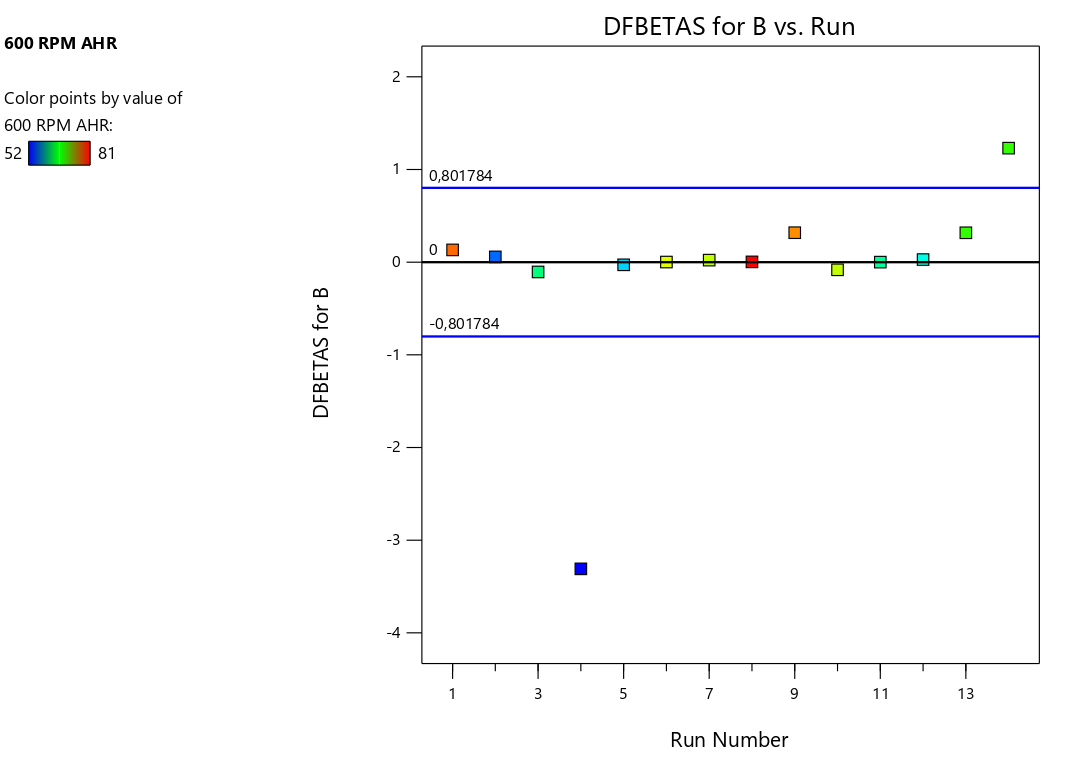 600 RPM AHR
Color points by value of
600 RPM AHR:
52 81
DFBETAS for B vs. Run
DFBETAS for B
2
1
0
-1
-2
-3
-4
0,801784
0
-0,801784
1 3 5 7 9 11 13
Run Number